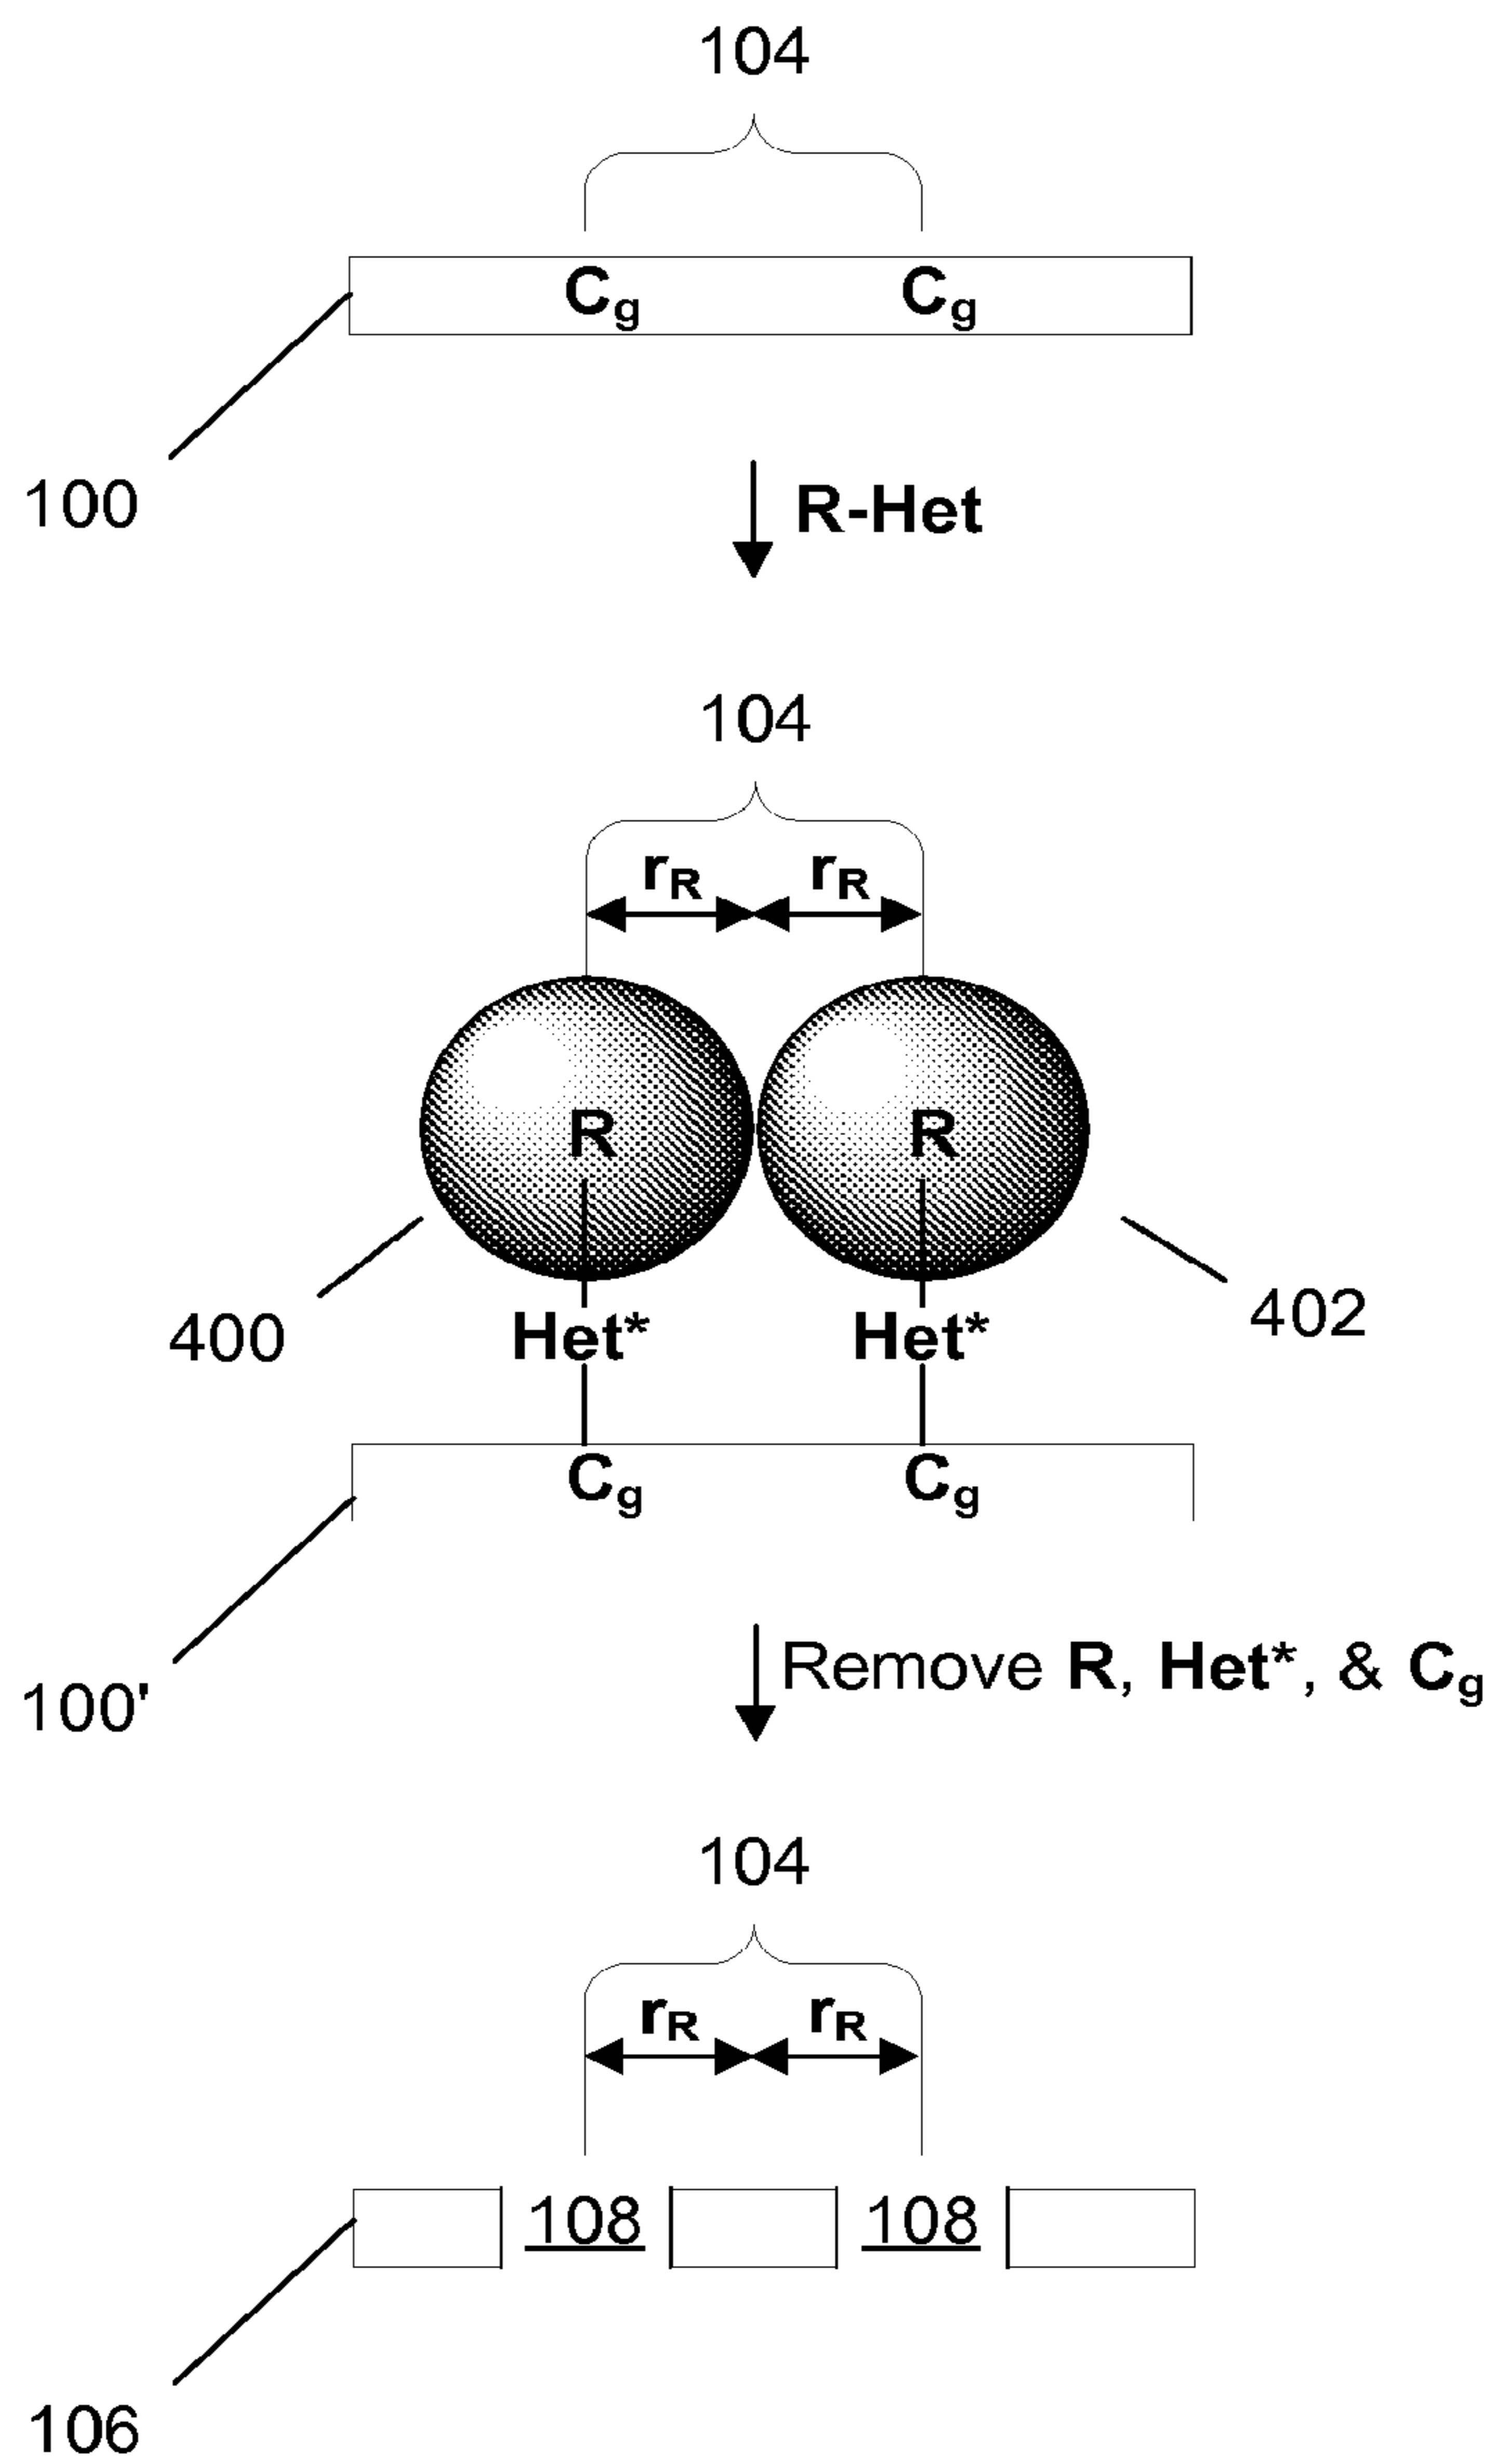 104
Cg Cg
100
R-Het
104
rR rR
R R
400 402
Het* Het*
Cg Cg
100'
Remove R, Het*, & Cg
104
rR rR
108 108
106